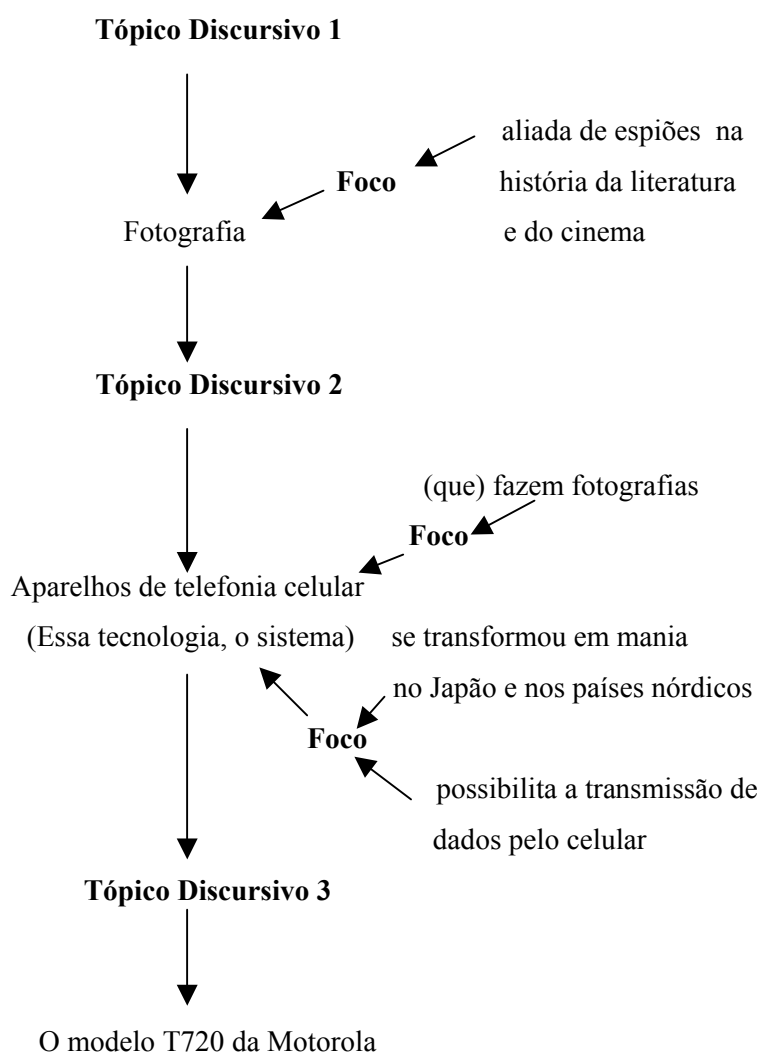 Tópico Discursivo 1
aliada de espiões na
Foco
história da literatura
Fotografia
e do cinema
Tópico Discursivo 2
(que) fazem fotografias
Foco
Aparelhos de telefonia celular
(Essa tecnologia, o sistema)
se transformou em mania
no Japão e nos países nórdicos
Foco
possibilita a transmissão de
dados pelo celular
Tópico Discursivo 3
O modelo T720 da Motorola